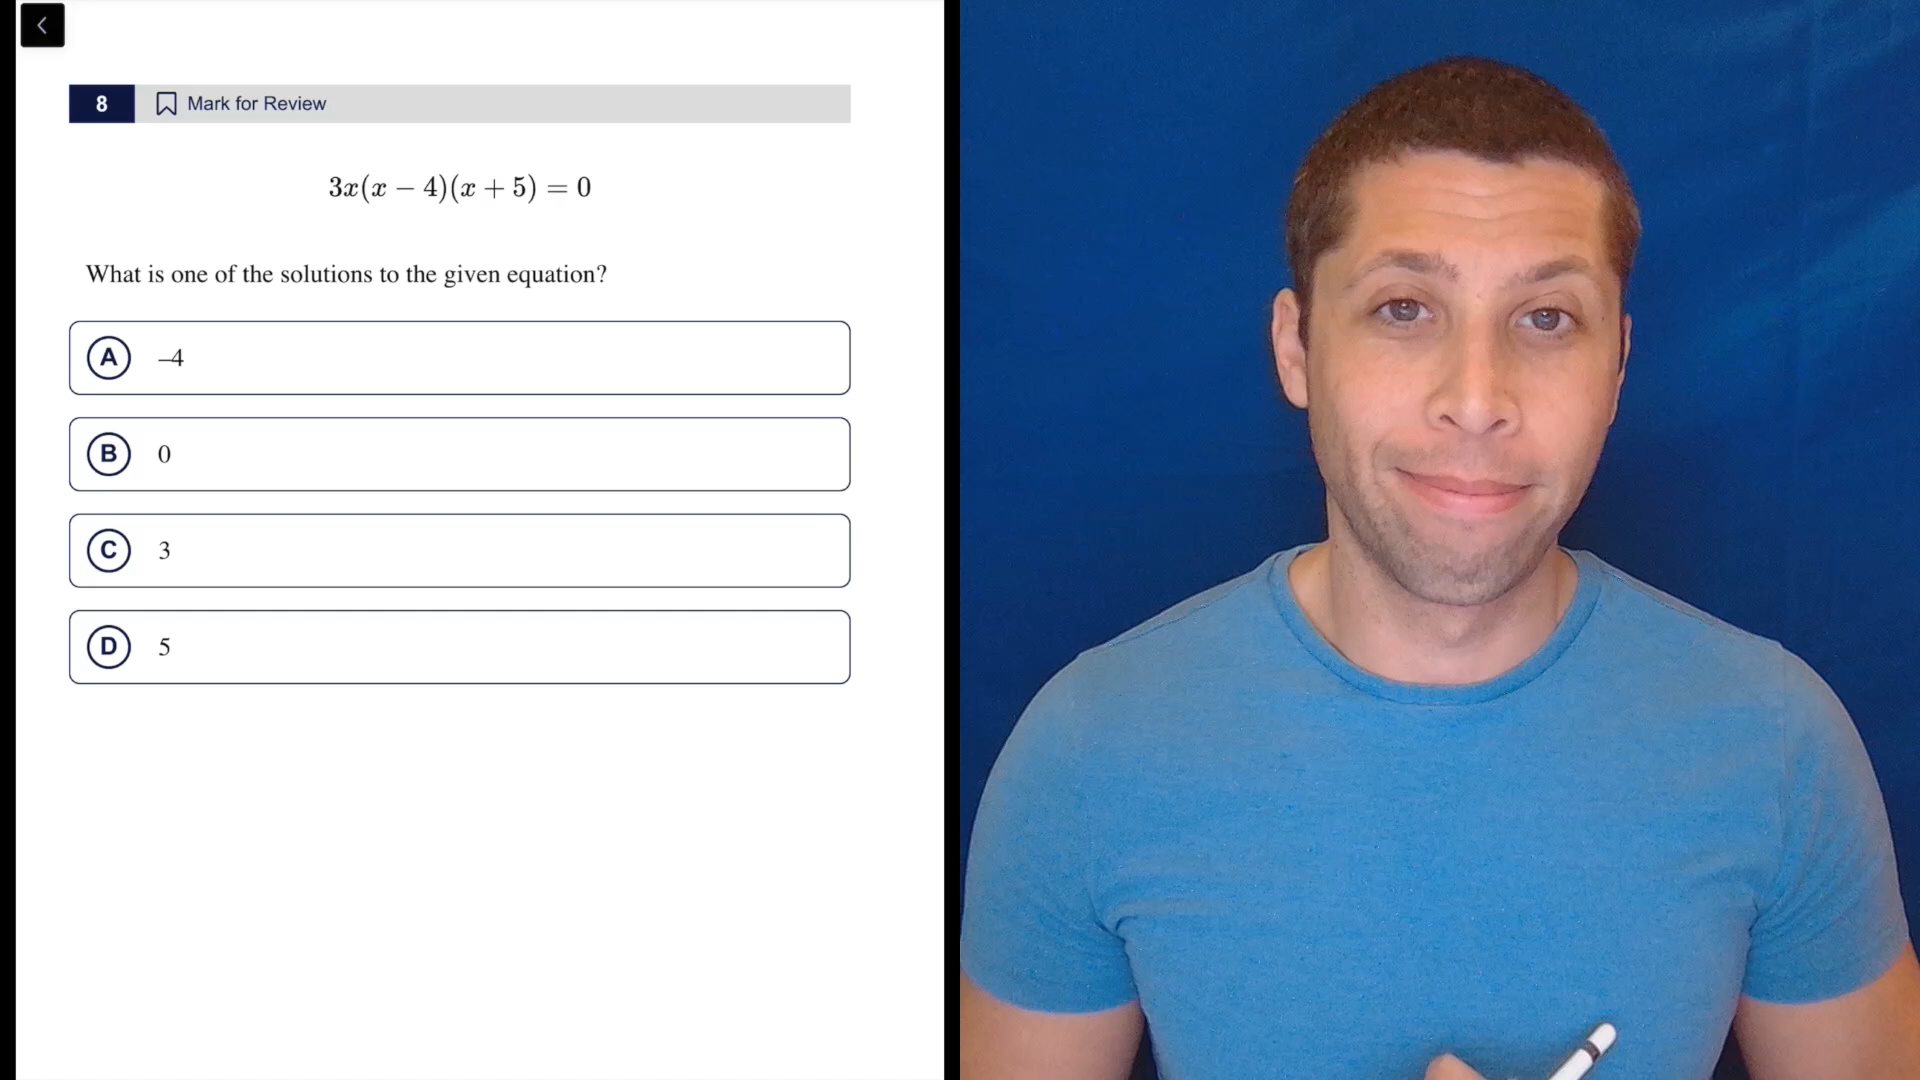 8 Mark for Review
3x(x – 4)(x + 5) = 0
What is one of the solutions to the given equation?
A –4
B 0
C 3
D 5